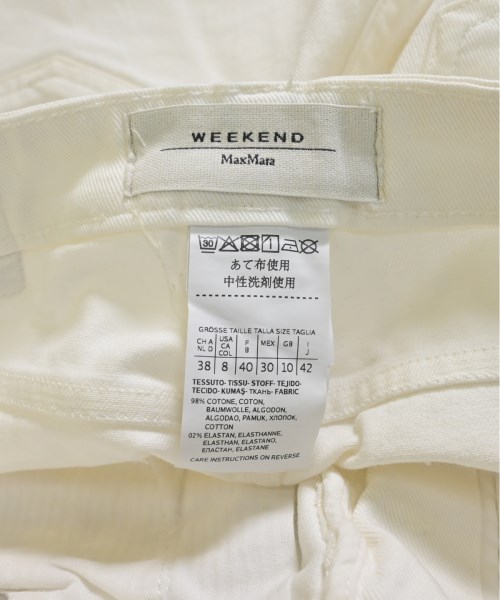 WEEKEND
MaxMara
30
あて布使用
中性洗剤使用
GRÖSSE TAILLE TALLA SIZE TAGLIA
CH A NL D USA CA COL F B MEX GB I J
38 8 40 30 10 42
TESSUTO- TISSU- STOFF- TEJIDO-
TECIDO- KUMAŞ- ТКАНЬ- FABRIC
98% COTONE, COTON,
BAUMWOLLE, ALGODON,
ALGODAO, PAMUK, ХЛОПОК,
COTTON
02% ELASTAN, ELASTHANNE,
ELASTHAN, ELASTANO,
ЕЛАСТАН, ELASTANE
CARE INSTRUCTIONS ON REVERSE